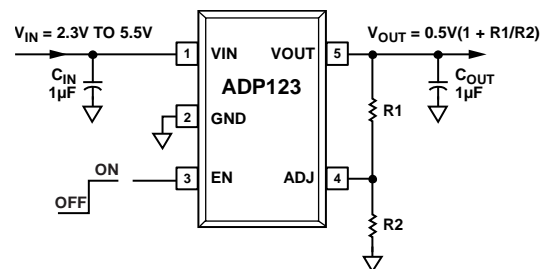 V_IN = 2.3V TO 5.5V
C_IN
1µF
1
VIN
2
GND
3
EN
ON
OFF
ADP123
VOUT
5
ADJ
4
V_OUT = 0.5V(1 + R1/R2)
C_OUT
1µF
R1
R2